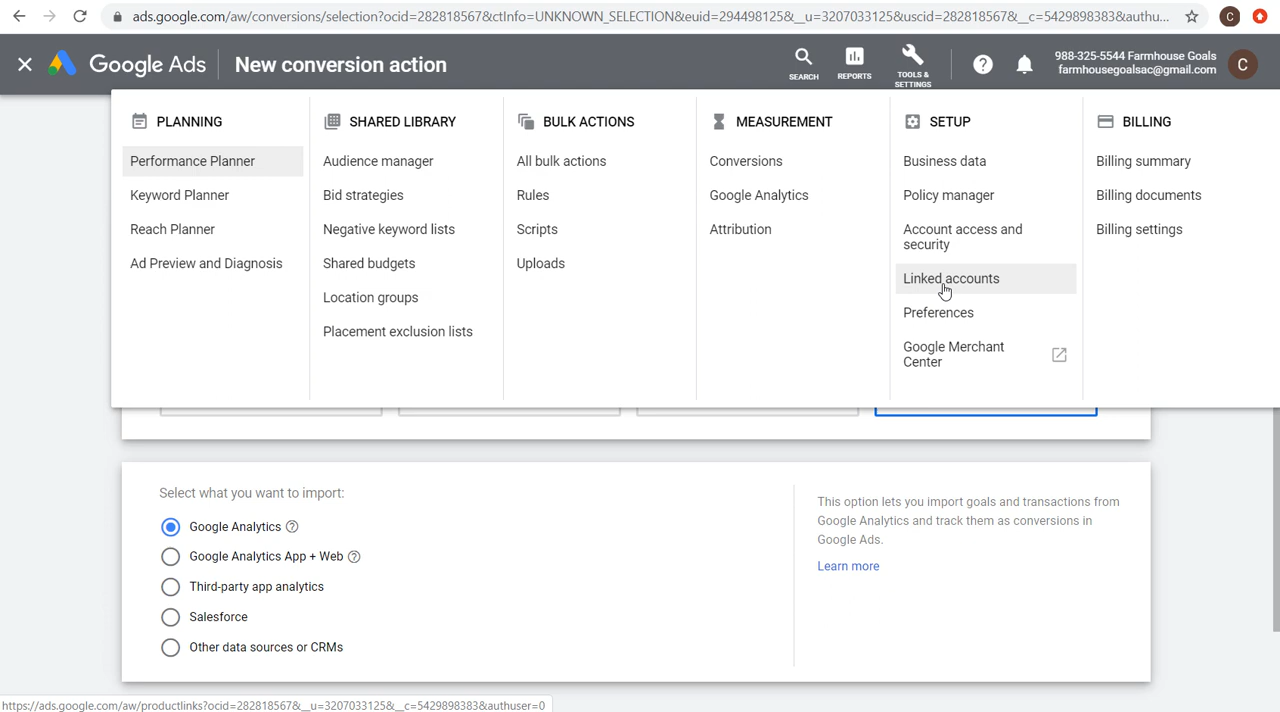 ads.google.com/aw/conversions/selection?ocid=282818567&ctInfo=UNKNOWN_SELECTION&euid=294498125&__u=3207033125&uscid=282818567&__c=5429898383&authu...
C
Google Ads
New conversion action
SEARCH
REPORTS
TOOLS &
SETTINGS
988-325-5544 Farmhouse Goals
farmhousegoalsac@gmail.com
C
PLANNING
Performance Planner
Keyword Planner
Reach Planner
Ad Preview and Diagnosis
SHARED LIBRARY
Audience manager
Bid strategies
Negative keyword lists
Shared budgets
Location groups
Placement exclusion lists
BULK ACTIONS
All bulk actions
Rules
Scripts
Uploads
MEASUREMENT
Conversions
Google Analytics
Attribution
SETUP
Business data
Policy manager
Account access and
security
Linked accounts
Preferences
Google Merchant
Center
BILLING
Billing summary
Billing documents
Billing settings
Select what you want to import:
Google Analytics
Google Analytics App + Web
Third-party app analytics
Salesforce
Other data sources or CRMs
This option lets you import goals and transactions from
Google Analytics and track them as conversions in
Google Ads.
Learn more
https://ads.google.com/aw/productlinks?ocid=282818567&__u=3207033125&__c=5429898383&authuser=0